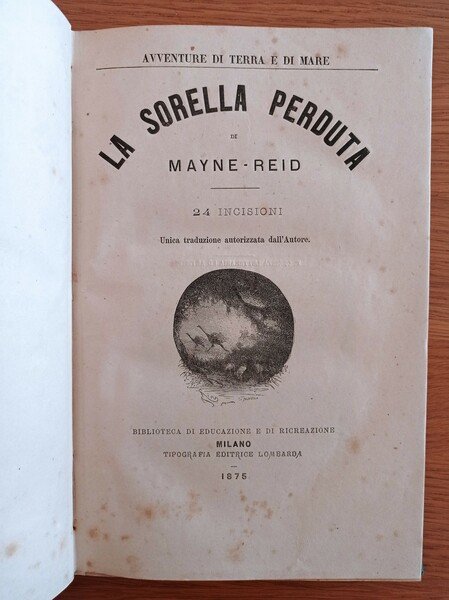 AVVENTURE DI TERRA E DI MARE
LA SORELLA PERDUTA
DI
MAYNE-REID
24 INCISIONI
Unica traduzione autorizzata dall'Autore.
BIBLIOTECA DI EDUCAZIONE E DI RICREAZIONE
MILANO
TIPOGRAFIA EDITRICE LOMBARDA
1875